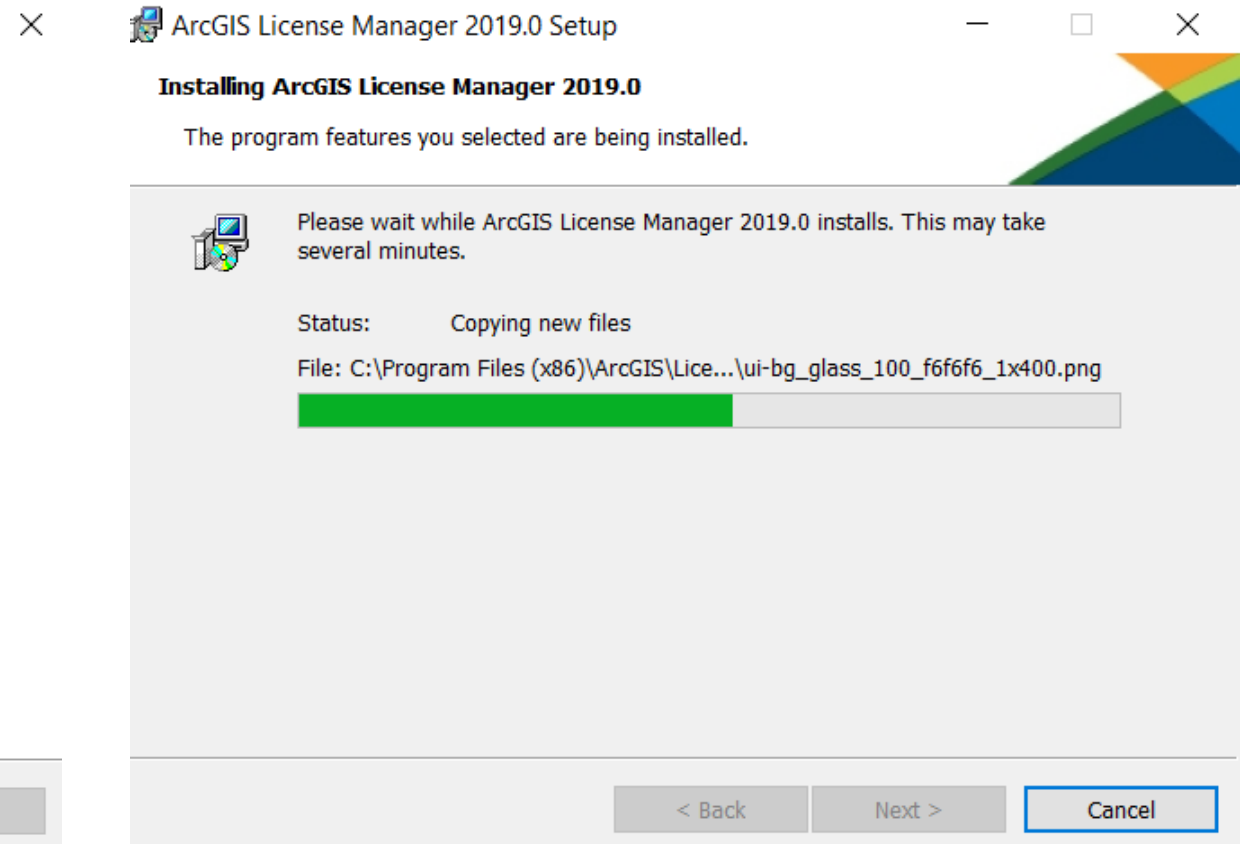 ArcGIS License Manager 2019.0 Setup
Installing ArcGIS License Manager 2019.0
The program features you selected are being installed.
Please wait while ArcGIS License Manager 2019.0 installs. This may take
several minutes.
Status: Copying new files
File: C:\Program Files (x86)\ArcGIS\Lice...\ui-bg_glass_100_f6f6f6_1x400.png
< Back Next > Cancel